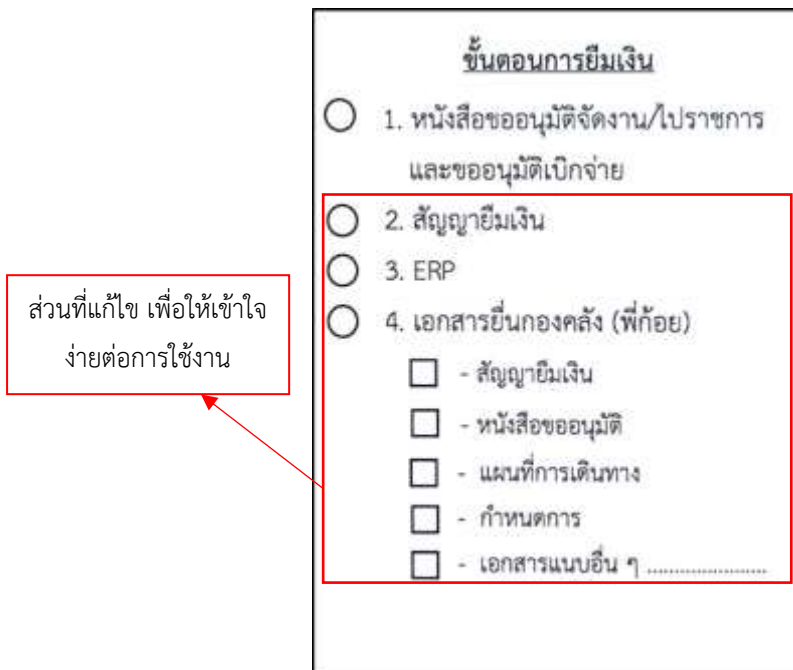 ขั้นตอนการยืมเงิน
1. หนังสือขออนุมัติจัดงาน/ไปราชการ
และขออนุมัติเบิกจ่าย
2. สัญญายืมเงิน
3. ERP
4. เอกสารยื่นกองคลัง (พี่ก้อย)
- สัญญายืมเงิน
- หนังสือขออนุมัติ
- แผนที่การเดินทาง
- กำหนดการ
- เอกสารแนบอื่น ๆ ........................
ส่วนที่แก้ไข เพื่อให้เข้าใจ
ง่ายต่อการใช้งาน